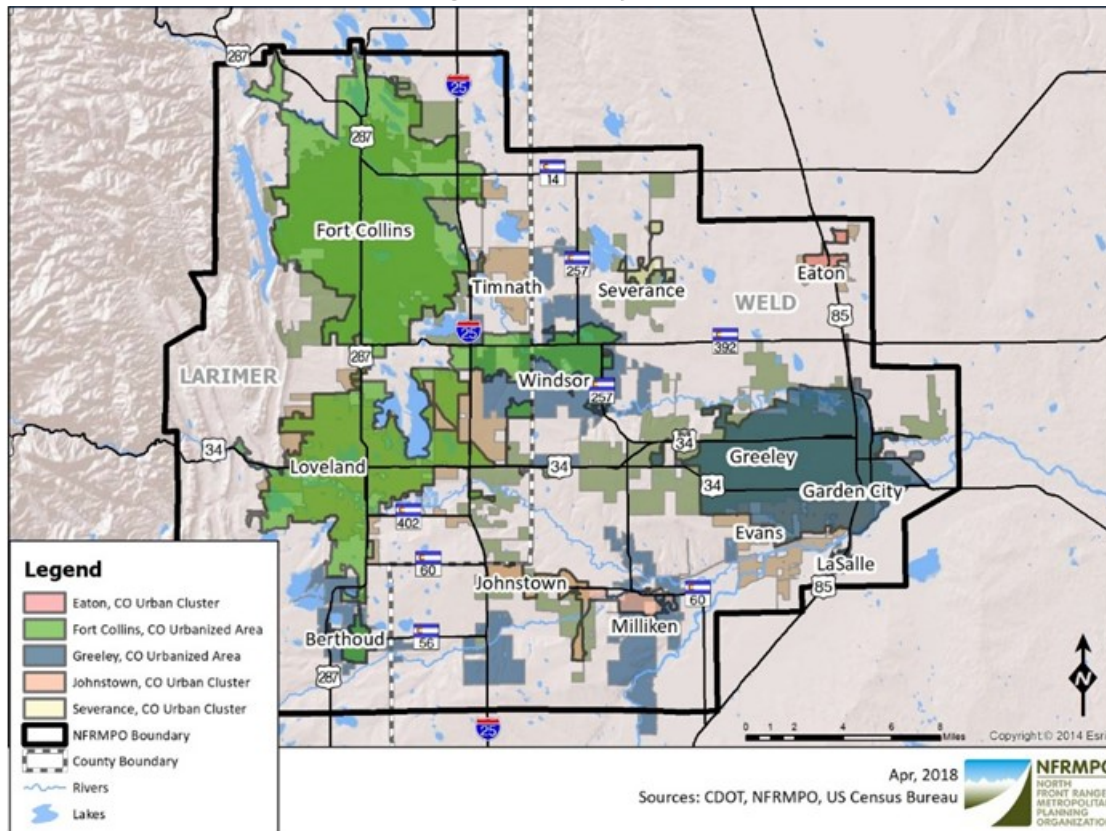 287
287
25
287
14
Fort Collins
257
Eaton
Timnath
Severance
WELD
85
25
287
392
LARIMER
Windsor
257
34
34
Loveland
34
Greeley
34
Garden City
402
Evans
60
LaSalle
Johnstown
60
85
Milliken
Berthoud
56
287
25
N
0 1 2 4 6 8
Miles
Copyright:© 2014 Esri
Legend
Eaton, CO Urban Cluster
Fort Collins, CO Urbanized Area
Greeley, CO Urbanized Area
Johnstown, CO Urban Cluster
Severance, CO Urban Cluster
NFRMPO Boundary
County Boundary
Rivers
Lakes
Apr, 2018
Sources: CDOT, NFRMPO, US Census Bureau
NFRMPO
NORTH
FRONT RANGE
METROPOLITAN
PLANNING
ORGANIZATION